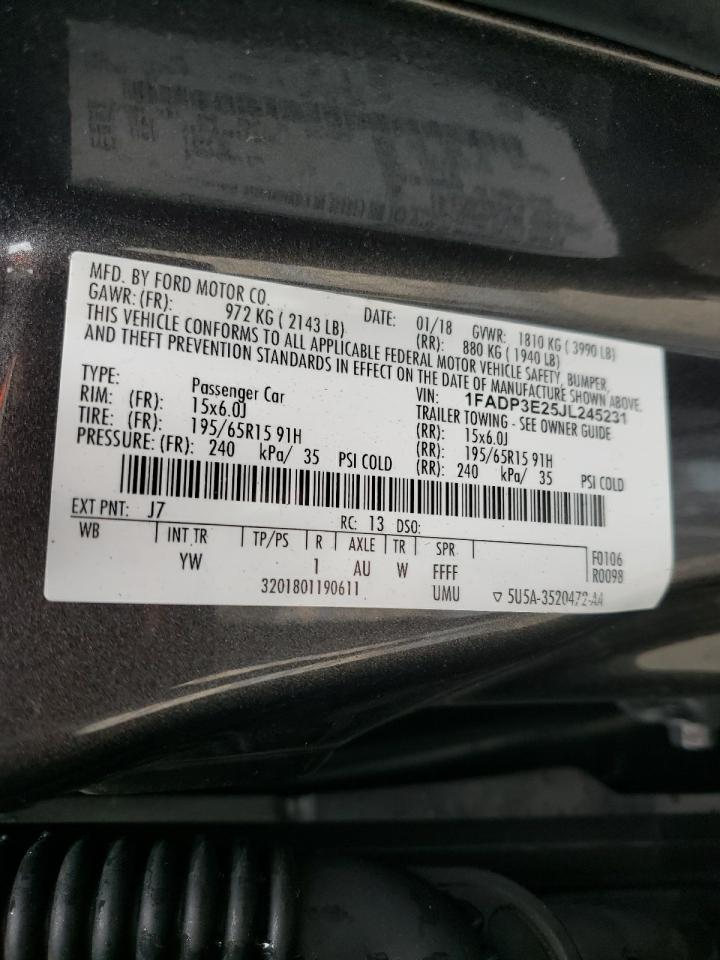 MFD. BY FORD MOTOR CO.
DATE: 01/18 GVWR: 1810 KG ( 3990 LB)
GAWR: (FR): 972 KG ( 2143 LB) (RR): 880 KG ( 1940 LB)
THIS VEHICLE CONFORMS TO ALL APPLICABLE FEDERAL MOTOR VEHICLE SAFETY, BUMPER,
AND THEFT PREVENTION STANDARDS IN EFFECT ON THE DATE OF MANUFACTURE SHOWN ABOVE.
VIN: 1FADP3E25JL245231
TYPE: Passenger Car TRAILER TOWING - SEE OWNER GUIDE
RIM: (FR): 15x6.0J (RR): 15x6.0J
TIRE: (FR): 195/65R15 91H (RR): 195/65R15 91H
PRESSURE: (FR): 240 kPa/ 35 PSI COLD (RR): 240 kPa/ 35 PSI COLD
EXT PNT: J7 RC: 13 DSO:
WB INT TR TP/PS R AXLE TR SPR
YW 1 AU W FFFF
F0106
R0098
3201801190611 UMU ▽ 5U5A-3520472-AA